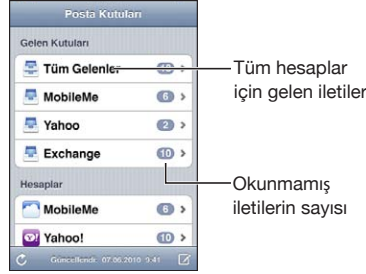 Posta Kutuları
Gelen Kutuları
Tüm Gelenler
MobileMe 6
Yahoo 2
Exchange 10
Hesaplar
MobileMe 6
Yahoo! 10
Güncellendi 07.06.2010 9:41
Tüm hesaplar
için gelen iletiler
Okunmamış
iletilerin sayısı